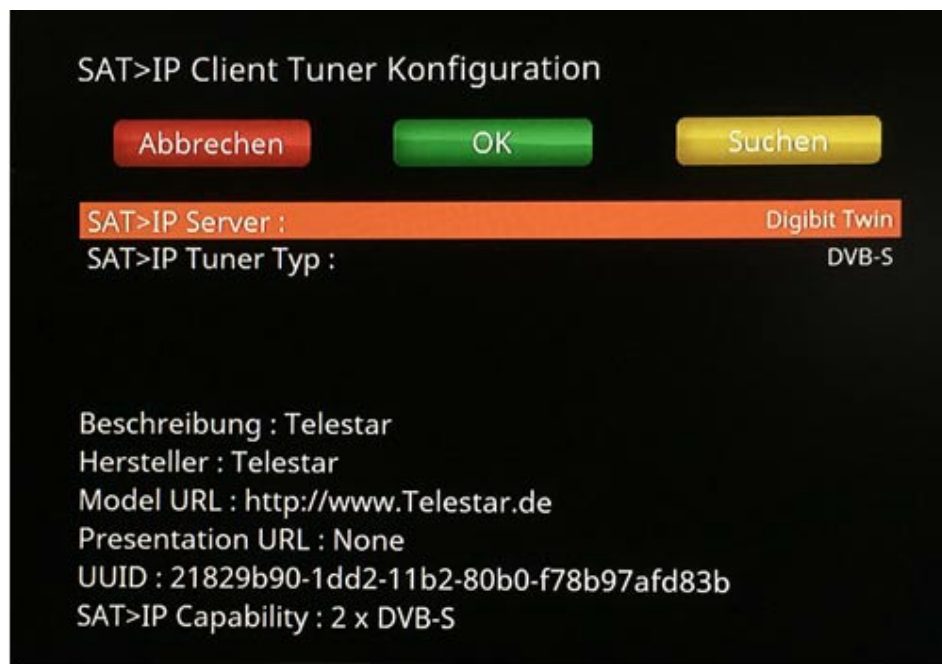 SAT>IP Client Tuner Konfiguration
Abbrechen OK Suchen
SAT>IP Server : Digibit Twin
SAT>IP Tuner Typ : DVB-S
Beschreibung : Telestar
Hersteller : Telestar
Model URL : http://www.Telestar.de
Presentation URL : None
UUID : 21829b90-1dd2-11b2-80b0-f78b97afd83b
SAT>IP Capability : 2 x DVB-S